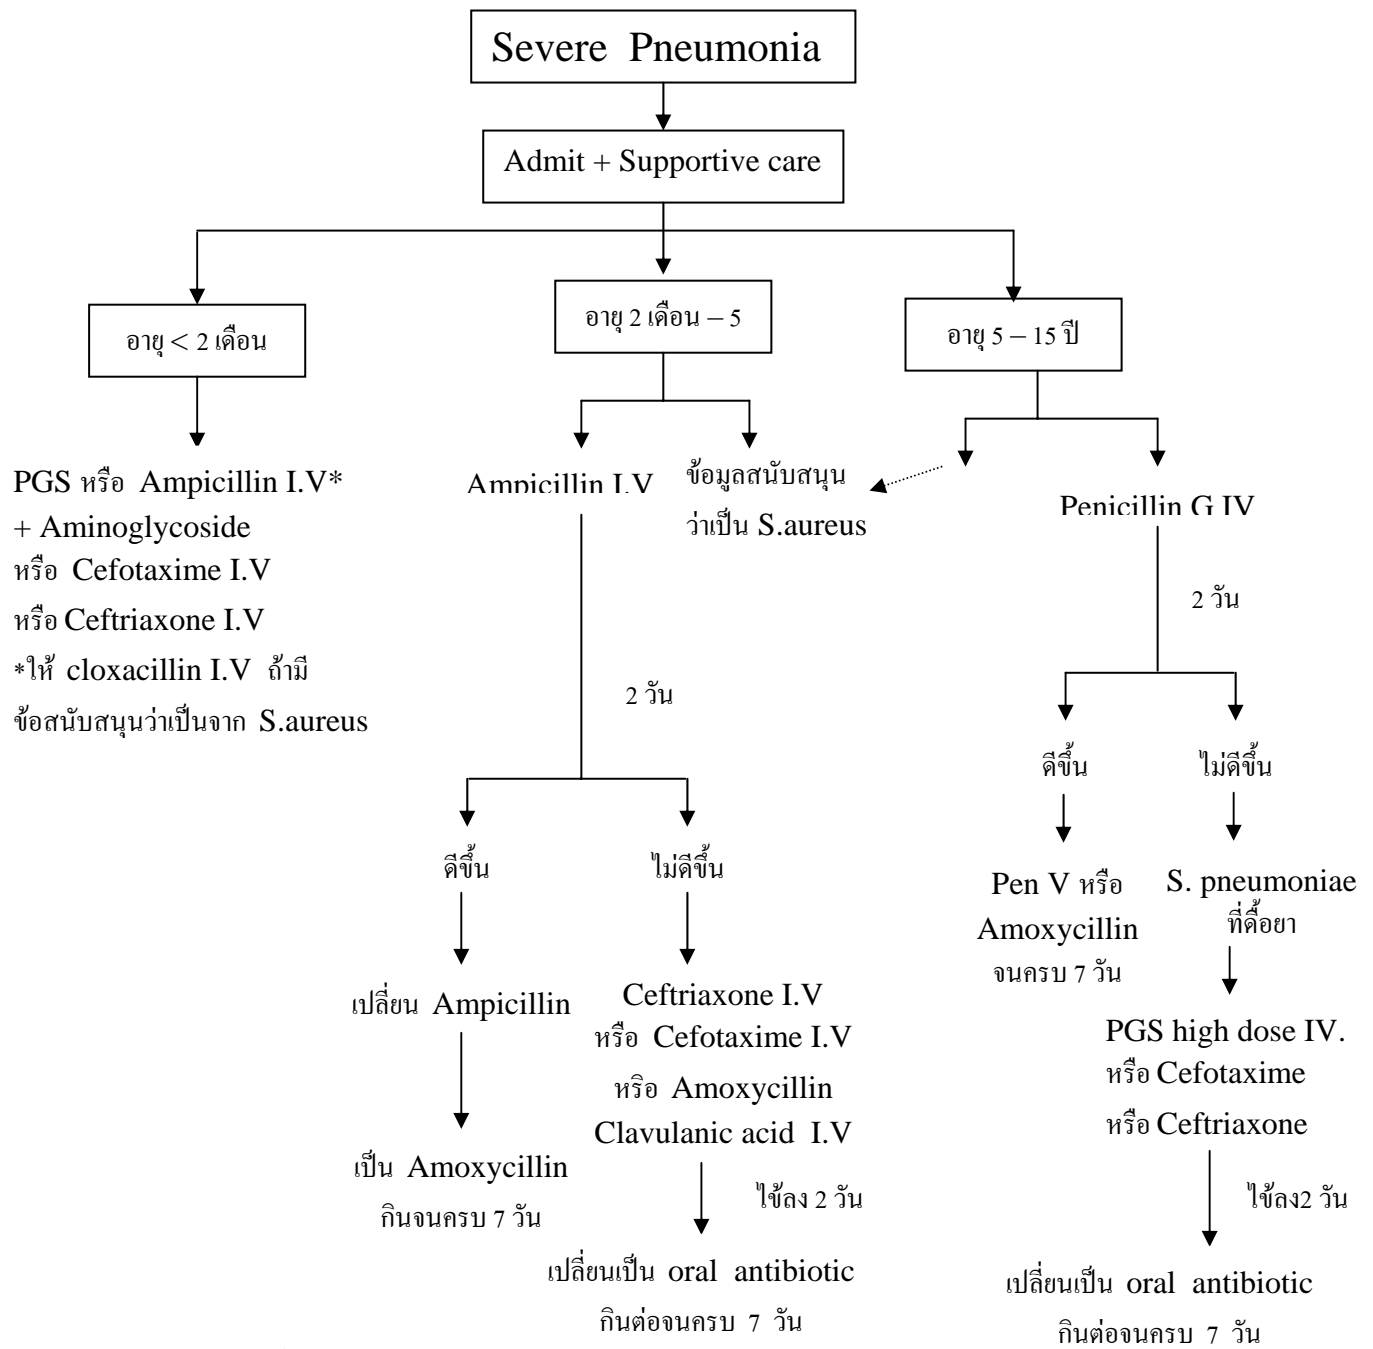 Severe Pneumonia
Admit + Supportive care
อายุ < 2 เดือน
อายุ 2 เดือน – 5
อายุ 5 – 15 ปี
PGS หรือ Ampicillin I.V*
+ Aminoglycoside
หรือ Cefotaxime I.V
หรือ Ceftriaxone I.V
*ให้ cloxacillin I.V ถ้ามี
ข้อสนับสนุนว่าเป็นจาก S.aureus
Ampicillin I.V
ข้อมูลสนับสนุน
ว่าเป็น S.aureus
Penicillin G IV
2 วัน
ดีขึ้น
ไม่ดีขึ้น
เปลี่ยน Ampicillin
เป็น Amoxycillin
กินจนครบ 7 วัน
Ceftriaxone I.V
หรือ Cefotaxime I.V
หริอ Amoxycillin
Clavulanic acid I.V
ไข้ลง 2 วัน
เปลี่ยนเป็น oral antibiotic
กินต่อจนครบ 7 วัน
2 วัน
ดีขึ้น
ไม่ดีขึ้น
Pen V หรือ
Amoxycillin
จนครบ 7 วัน
S. pneumoniae
ที่ดื้อยา
PGS high dose IV.
หรือ Cefotaxime
หรือ Ceftriaxone
ไข้ลง2 วัน
เปลี่ยนเป็น oral antibiotic
กินต่อจนครบ 7 วัน